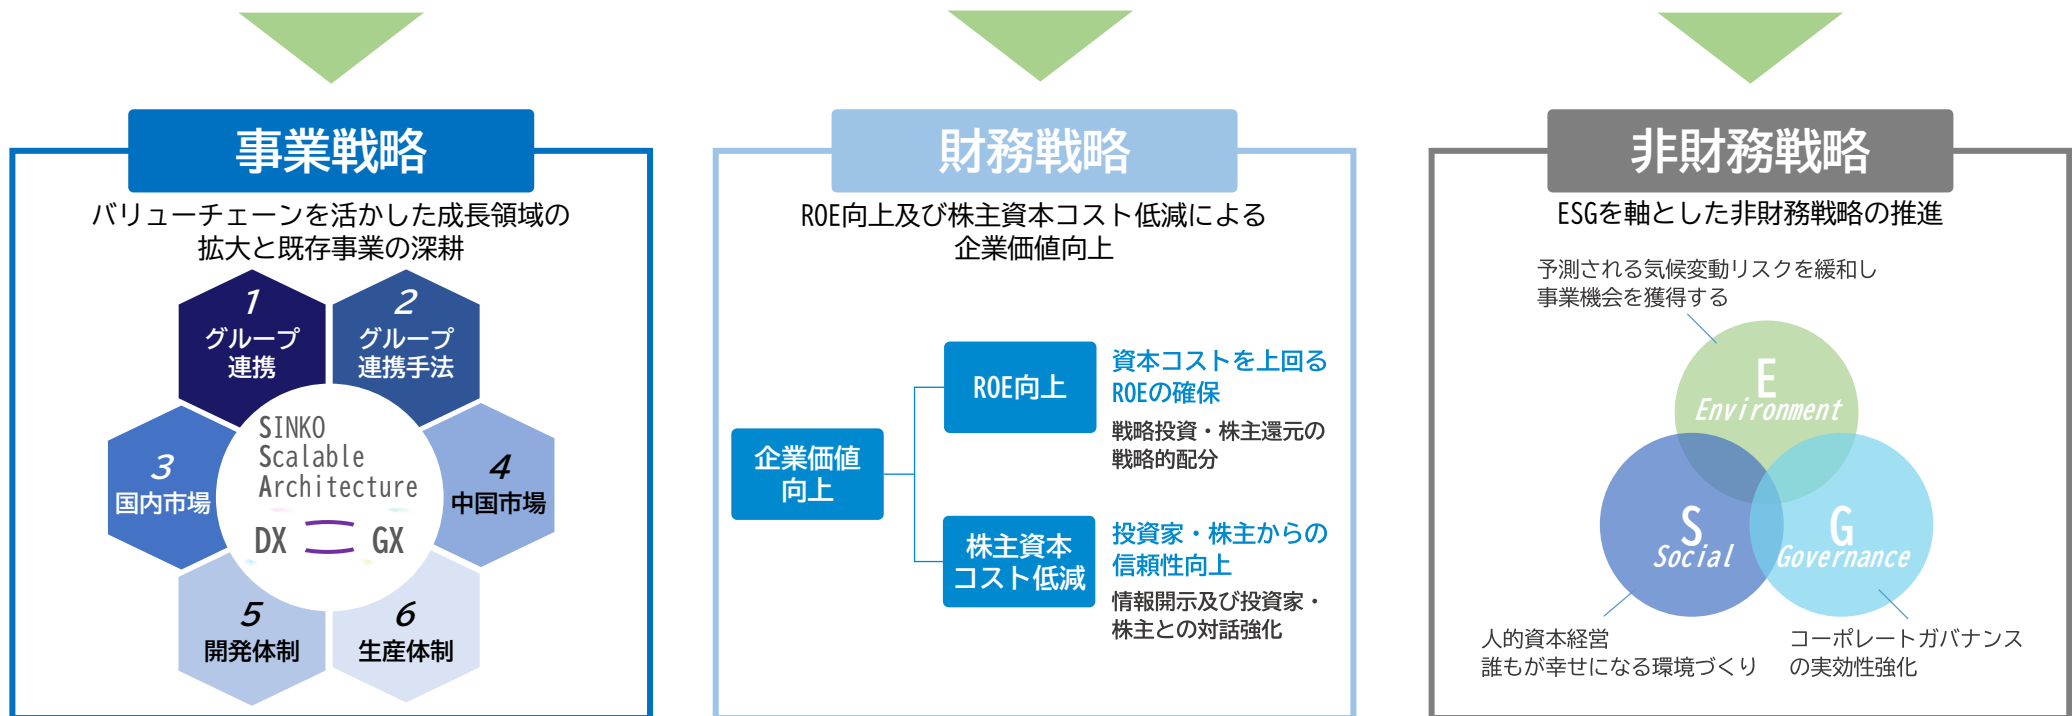 事業戦略
バリューチェーンを活かした成長領域の
拡大と既存事業の深耕
1
グループ
連携
2
グループ
連携手法
3
国内市場
SINKO
Scalable
Architecture
DX GX
4
中国市場
5
開発体制
6
生産体制
財務戦略
ROE向上及び株主資本コスト低減による
企業価値向上
企業価値
向上
ROE向上
資本コストを上回る
ROEの確保
戦略投資・株主還元の
戦略的配分
株主資本
コスト低減
投資家・株主からの
信頼性向上
情報開示及び投資家・
株主との対話強化
非財務戦略
ESGを軸とした非財務戦略の推進
予測される気候変動リスクを緩和し
事業機会を獲得する
E
Environment
S
Social
G
Governance
人的資本経営
誰もが幸せになる環境づくり
コーポレートガバナンス
の実効性強化